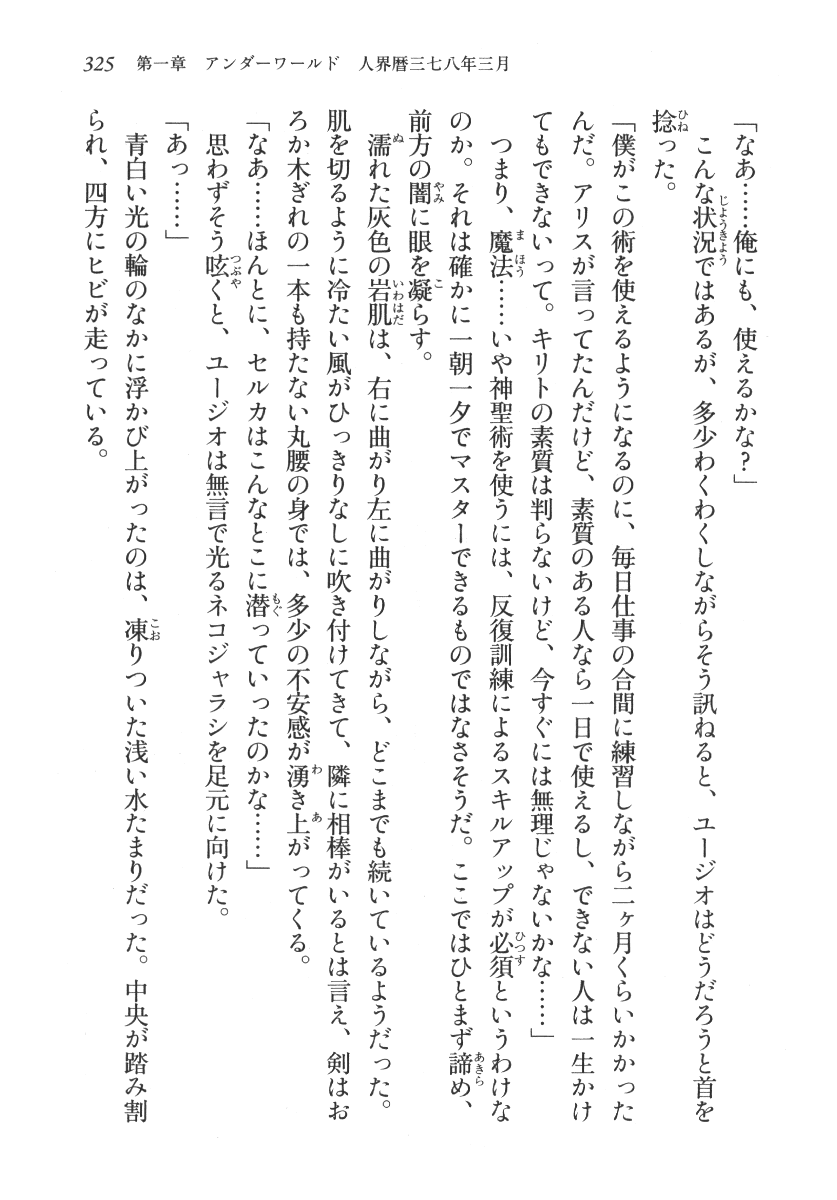 325 第一章 アンダーワールド 人界暦三七八年三月
「なあ……俺にも、使えるかな?」
こんな状況ではあるが、多少わくわくしながらそう訊ねると、ユージオはどうだろうと首を
捻った。
「僕がこの術を使えるようになるのに、毎日仕事の合間に練習しながら二ヶ月くらいかかった
んだ。アリスが言ってたんだけど、素質のある人なら一日で使えるし、できない人は一生かけ
てもできないって。キリトの素質は判らないけど、今すぐには無理じゃないかな……」
つまり、魔法……いや神聖術を使うには、反復訓練によるスキルアップが必須というわけな
のか。それは確かに一朝一夕でマスターできるものではなさそうだ。ここではひとまず諦め、
前方の闇に眼を凝らす。
濡れた灰色の岩肌は、右に曲がり左に曲がりしながら、どこまでも続いているようだった。
肌を切るように冷たい風がひっきりなしに吹き付けてきて、隣に相棒がいるとは言え、剣はお
ろか木ぎれの一本も持たない丸腰の身では、多少の不安感が湧き上がってくる。
「なあ……ほんとに、セルカはこんなとこに潜っていったのかな……」
思わずそう呟くと、ユージオは無言で光るネコジャラシを足元に向けた。
「あっ……」
青白い光の輪のなかに浮かび上がったのは、凍りついた浅い水たまりだった。中央が踏み割
られ、四方にヒビが走っている。